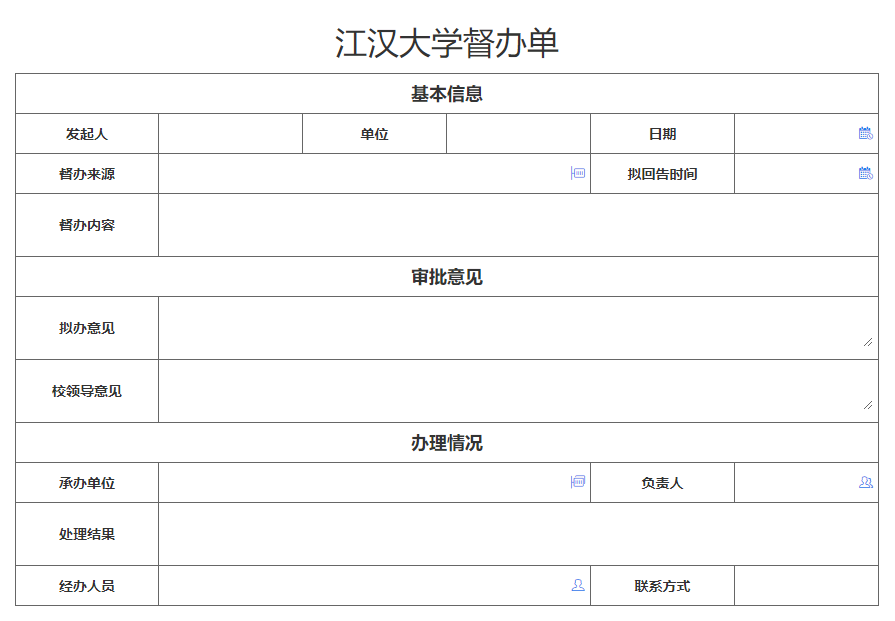 江汉大学督办单
基本信息
发起人 单位 日期
督办来源 拟回告时间
督办内容
审批意见
拟办意见
校领导意见
办理情况
承办单位 负责人
处理结果
经办人员 联系方式